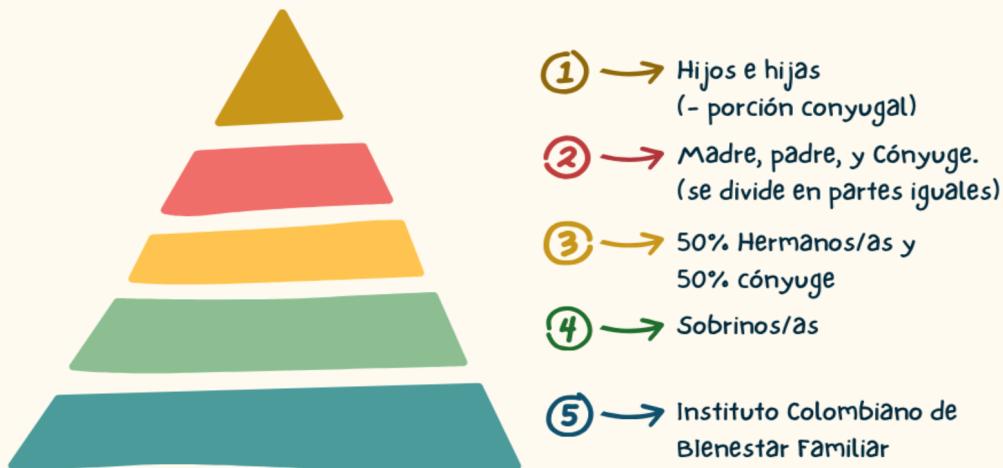 1
Hijos e hijas
(- porción conyugal)
2
Madre, padre, y Cónyuge.
(se divide en partes iguales)
3
50% Hermanos/as y
50% cónyuge
4
Sobrinos/as
5
Instituto Colombiano de
BIenestar Familiar